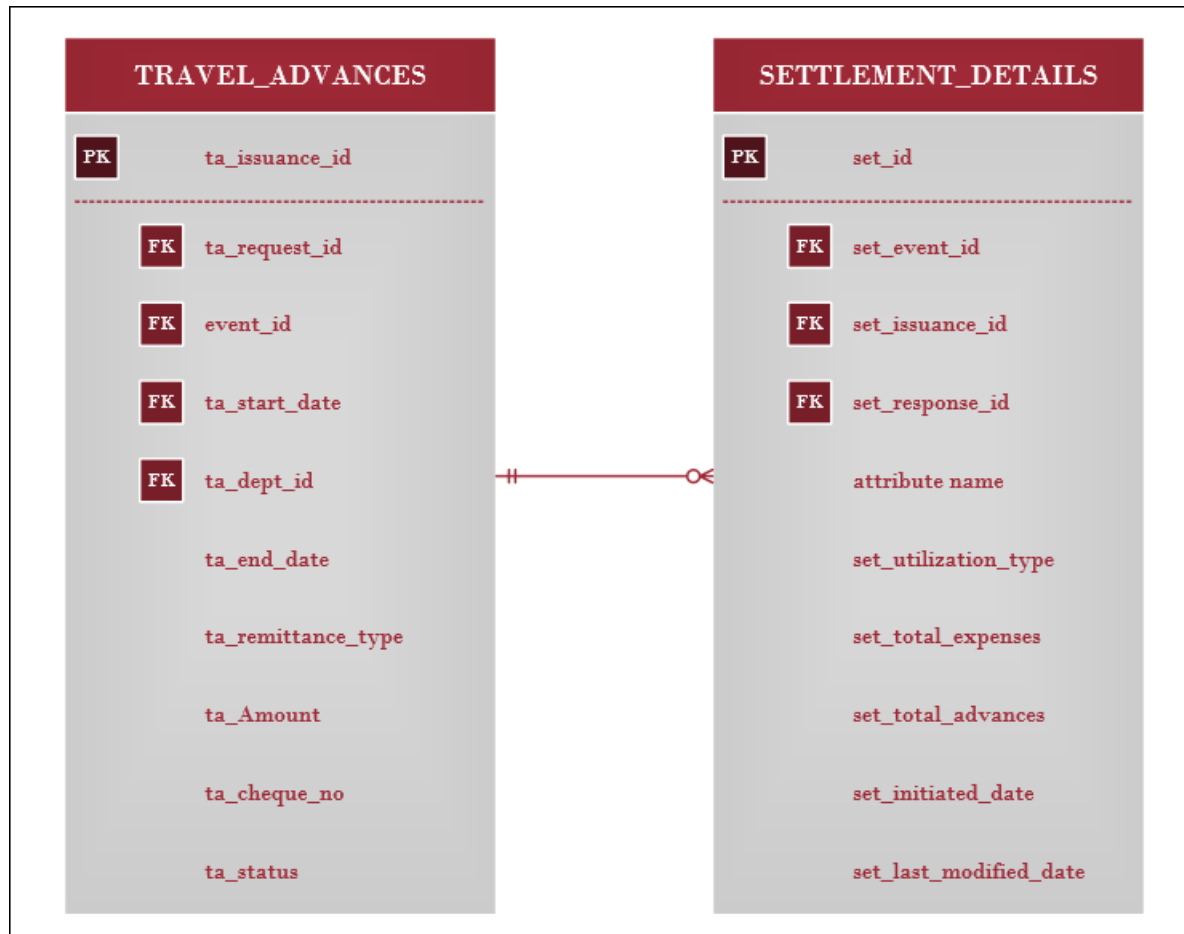 TRAVEL_ADVANCES
PK ta_issuance_id
FK ta_request_id
FK event_id
FK ta_start_date
FK ta_dept_id
ta_end_date
ta_remittance_type
ta_Amount
ta_cheque_no
ta_status
SETTLEMENT_DETAILS
PK set_id
FK set_event_id
FK set_issuance_id
FK set_response_id
attribute name
set_utilization_type
set_total_expenses
set_total_advances
set_initiated_date
set_last_modified_date